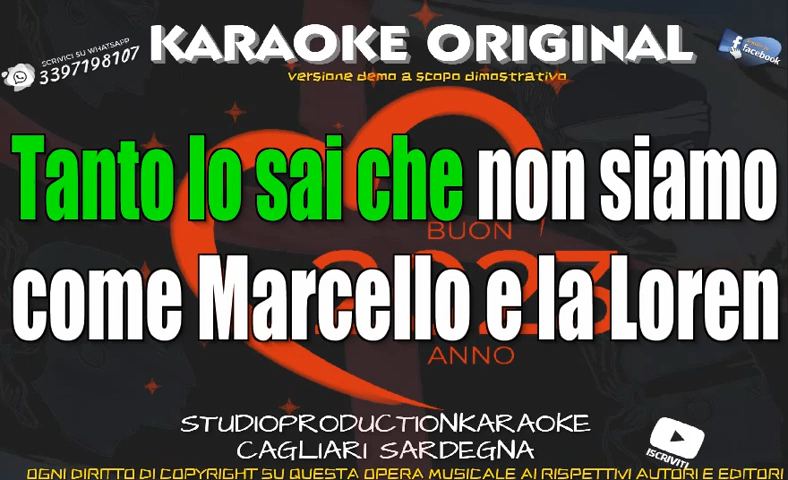 SCRIVICI SU WHATSAPP
3397198107
KARAOKE ORIGINAL
versione demo a scopo dimostrativo
facebook
Tanto lo sai che non siamo
BUON
2023
come Marcello e la Loren
ANNO
STUDIOPRODUCTIONKARAOKE
CAGLIARI SARDEGNA
ISCRIVITI
OGNI DIRITTO DI COPYRIGHT SU QUESTA OPERA MUSICALE AI RISPETTIVI AUTORI E EDITORI